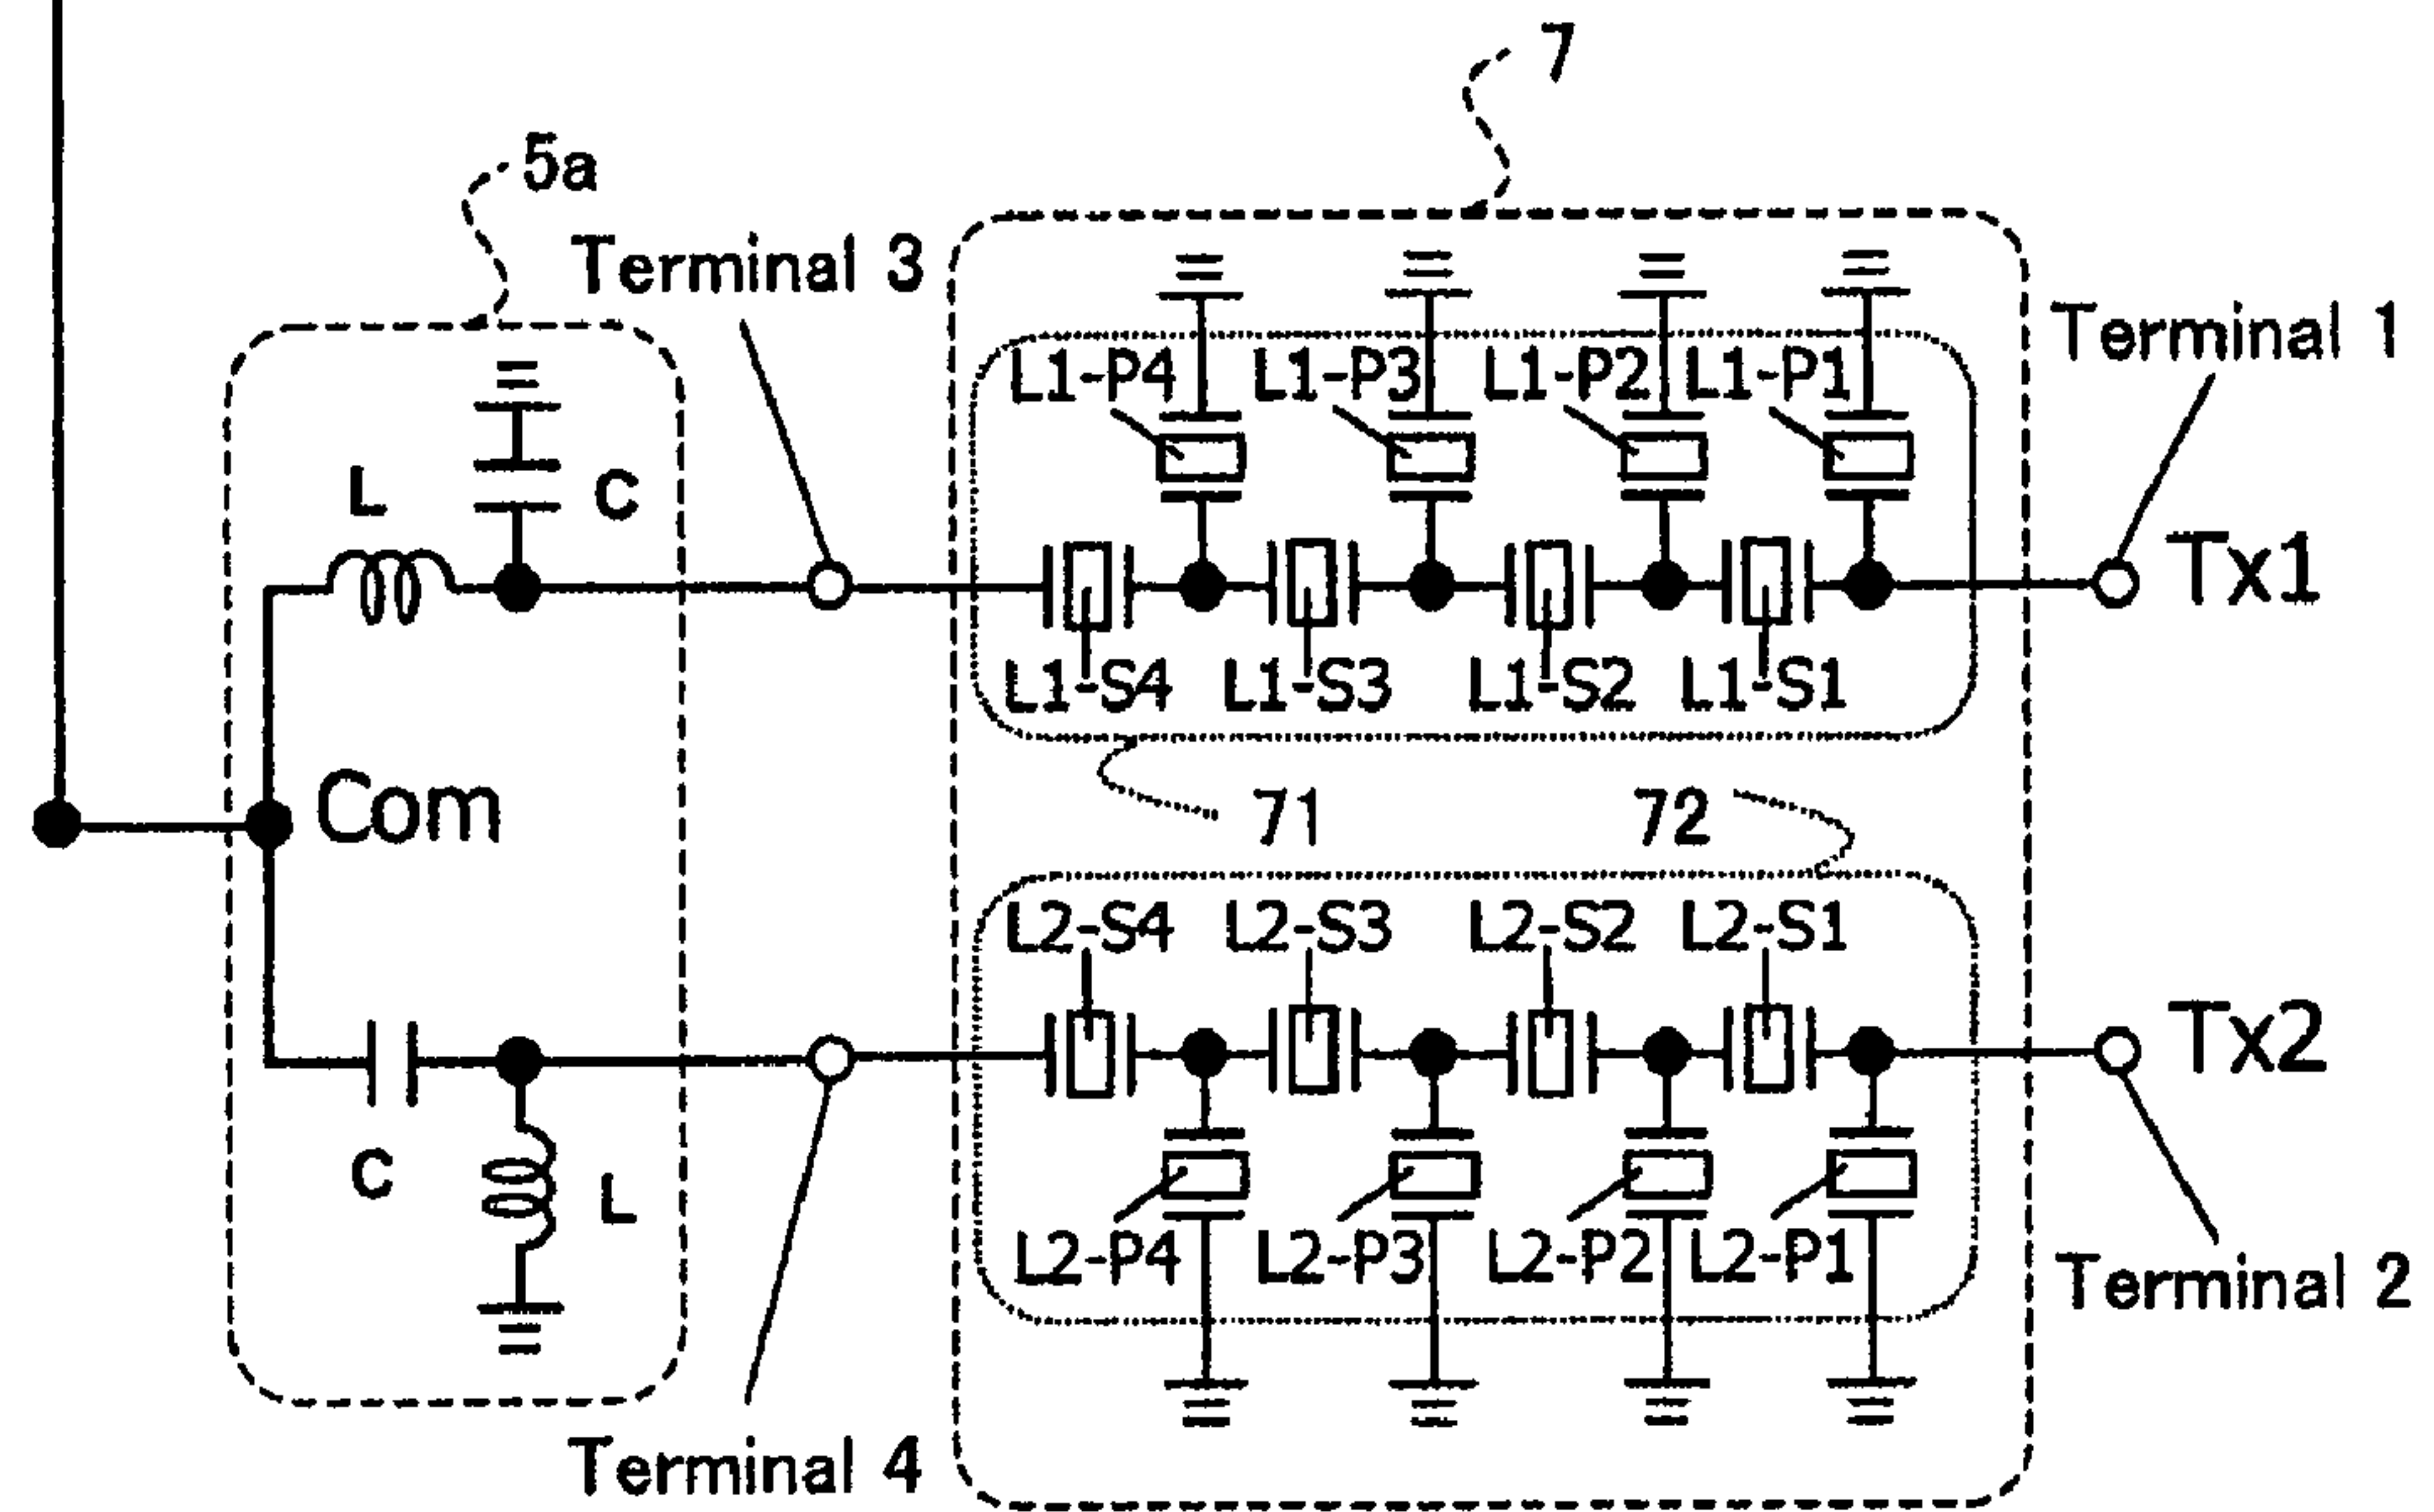 7
5a
Terminal 3
Terminal 1
L1-P4 L1-P3 L1-P2 L1-P1
L C
Tx1
L1-S4 L1-S3 L1-S2 L1-S1
Com
71 72
L2-S4 L2-S3 L2-S2 L2-S1
Tx2
C L
L2-P4 L2-P3 L2-P2 L2-P1
Terminal 2
Terminal 4